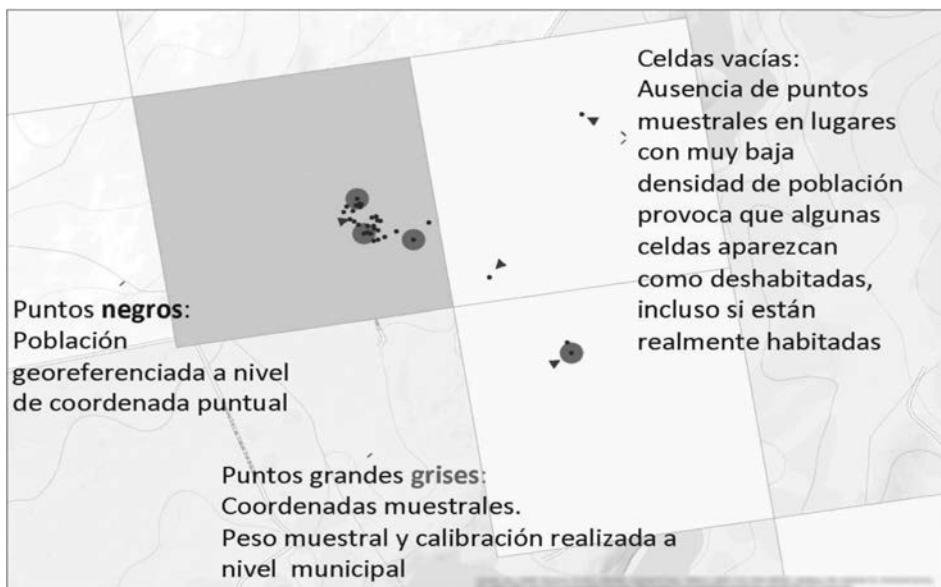 Celdas vacías:
Ausencia de puntos
muestrales en lugares
con muy baja
densidad de población
provoca que algunas
celdas aparezcan
como deshabitadas,
incluso si están
realmente habitadas
Puntos negros:
Población
georeferenciada a nivel
de coordenada puntual
Puntos grandes grises:
Coordenadas muestrales.
Peso muestral y calibración realizada a
nivel municipal